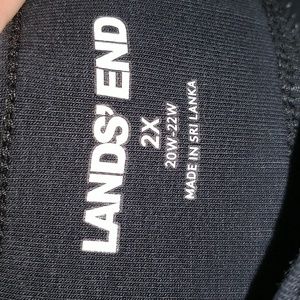 LANDS' END
2X
20W-22W
MADE IN SRI LANKA